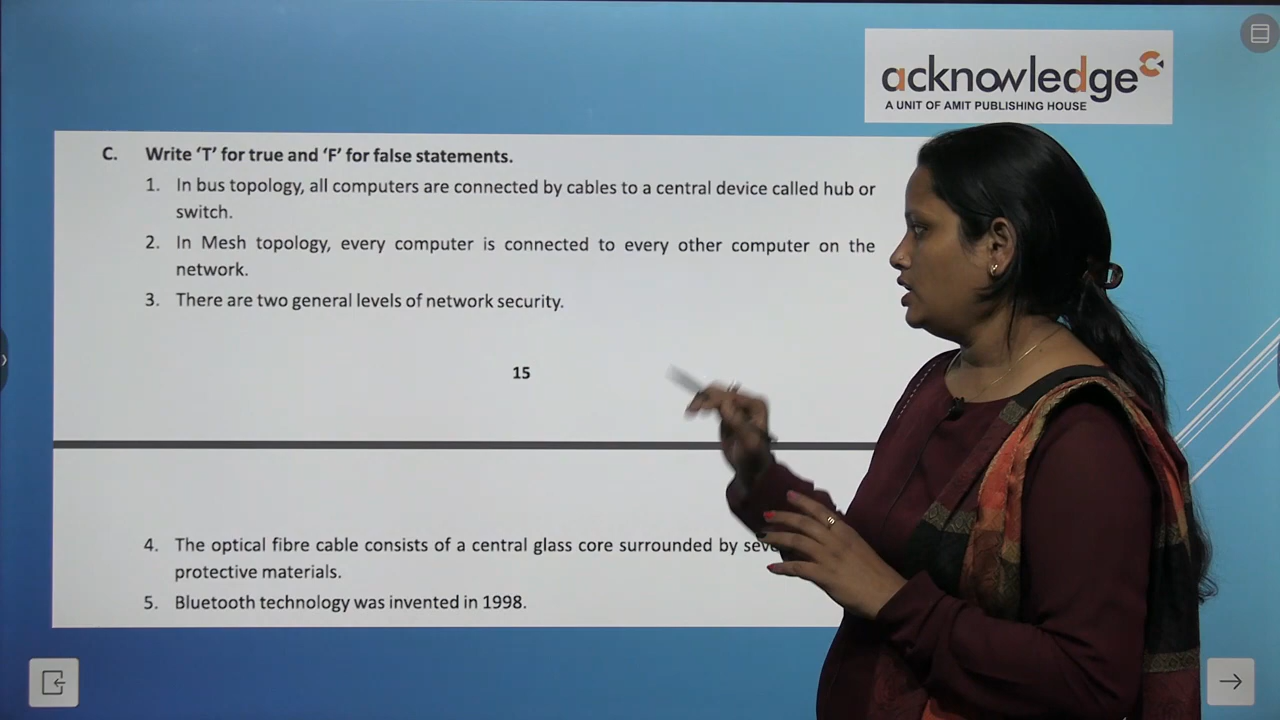 acknowledge
A UNIT OF AMIT PUBLISHING HOUSE
C. Write ‘T’ for true and ‘F’ for false statements.
1. In bus topology, all computers are connected by cables to a central device called hub or
switch.
2. In Mesh topology, every computer is connected to every other computer on the
network.
3. There are two general levels of network security.
15
4. The optical fibre cable consists of a central glass core surrounded by
protective materials.
5. Bluetooth technology was invented in 1998.